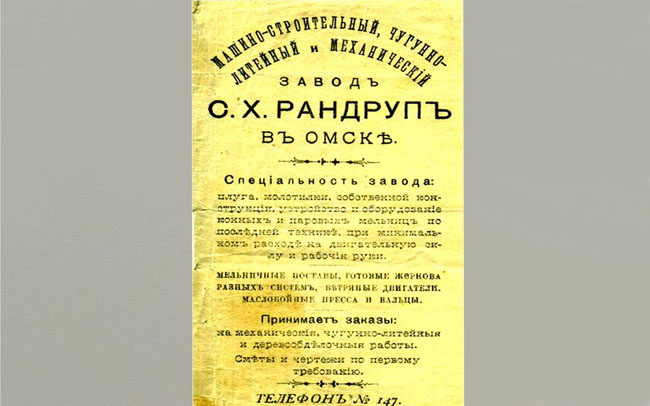 МАШИНО-СТРОИТЕЛЬНЫЙ, ЧУГУННО-
ЛИТЕЙНЫЙ и МЕХАНИЧЕСКІЙ
ЗАВОДЪ
С. Х. РАНДРУПЪ
ВЪ ОМСКѢ.
Спеціальность завода:
плуга, молотилки, собственной кон-
струкціи, устройство и оборудованіе
конныхъ и паровыхъ мельницъ по
послѣдней техникѣ, при минималь-
номъ расходѣ на двигательную си-
лу и рабочія руки.
МЕЛЬНИЧНЫЕ ПОСТАВЫ, ГОТОВЫЕ ЖЕРНОВА
РАЗНЫХЪ СИСТЕМЪ, ВѢТРЯНЫЕ ДВИГАТЕЛИ,
МАСЛОБОЙНЫЕ ПРЕССА И ВАЛЬЦЫ.
Принимаетъ заказы:
на механическія, чугунно-литейныя
и деревообдѣлочныя работы.
Смѣты и чертежи по первому
требованію.
ТЕЛЕФОНЪ № 147.